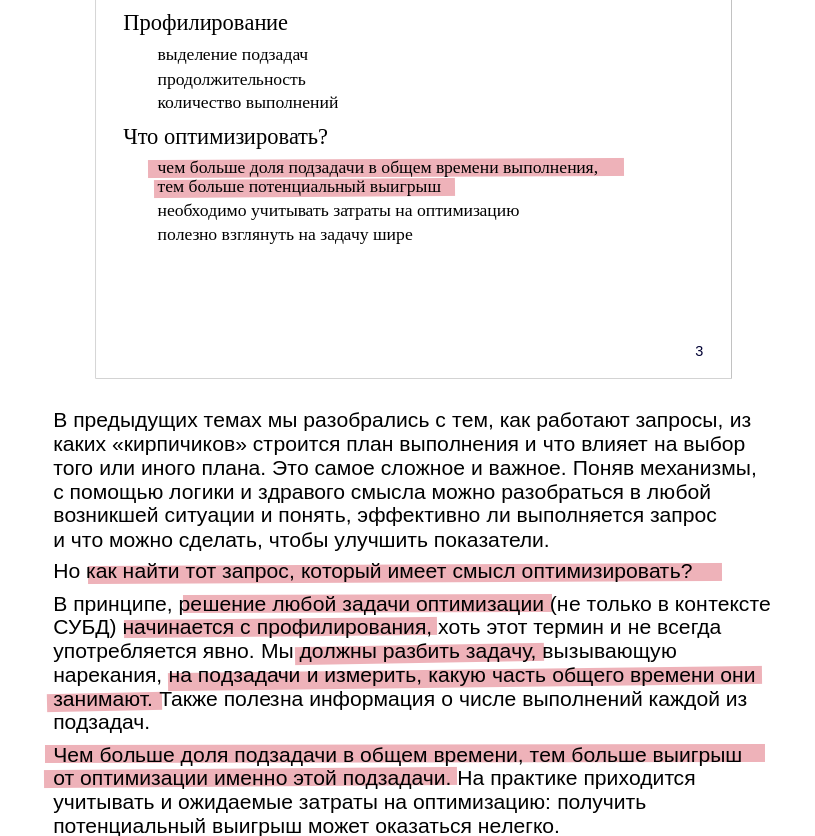 Профилирование
выделение подзадач
продолжительность
количество выполнений
Что оптимизировать?
чем больше доля подзадачи в общем времени выполнения,
тем больше потенциальный выигрыш
необходимо учитывать затраты на оптимизацию
полезно взглянуть на задачу шире
3
В предыдущих темах мы разобрались с тем, как работают запросы, из
каких «кирпичиков» строится план выполнения и что влияет на выбор
того или иного плана. Это самое сложное и важное. Поняв механизмы,
с помощью логики и здравого смысла можно разобраться в любой
возникшей ситуации и понять, эффективно ли выполняется запрос
и что можно сделать, чтобы улучшить показатели.
Но как найти тот запрос, который имеет смысл оптимизировать?
В принципе, решение любой задачи оптимизации (не только в контексте
СУБД) начинается с профилирования, хоть этот термин и не всегда
употребляется явно. Мы должны разбить задачу, вызывающую
нарекания, на подзадачи и измерить, какую часть общего времени они
занимают. Также полезна информация о числе выполнений каждой из
подзадач.
Чем больше доля подзадачи в общем времени, тем больше выигрыш
от оптимизации именно этой подзадачи. На практике приходится
учитывать и ожидаемые затраты на оптимизацию: получить
потенциальный выигрыш может оказаться нелегко.